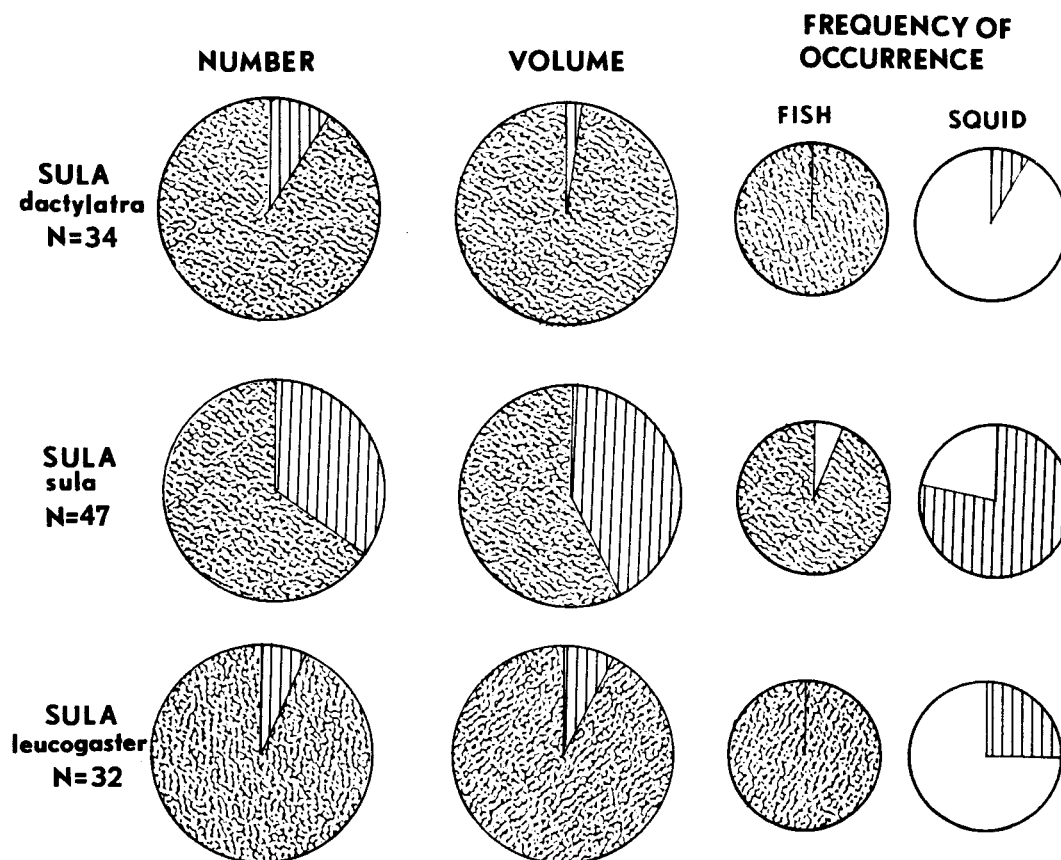 NUMBER
VOLUME
FREQUENCY OF
OCCURRENCE
FISH
SQUID
SULA
dactylatra
N=34
SULA
sula
N=47
SULA
leucogaster
N=32